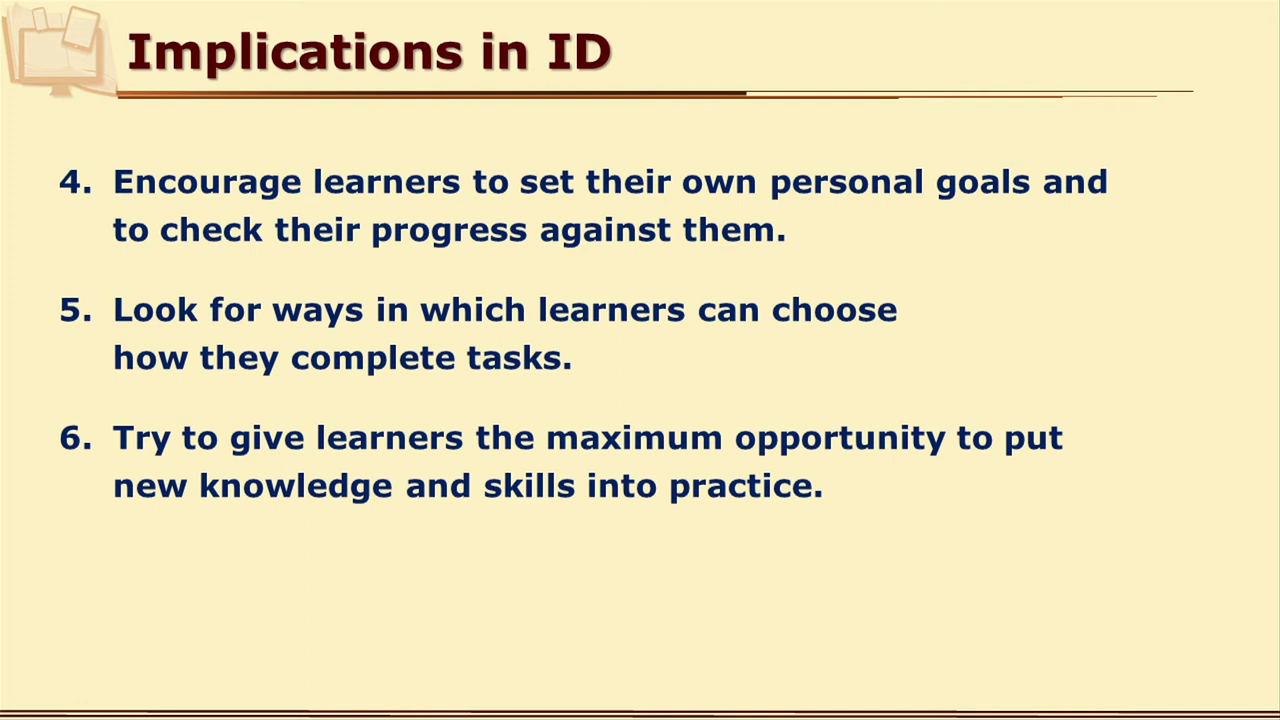 Implications in ID
4. Encourage learners to set their own personal goals and
to check their progress against them.
5. Look for ways in which learners can choose
how they complete tasks.
6. Try to give learners the maximum opportunity to put
new knowledge and skills into practice.